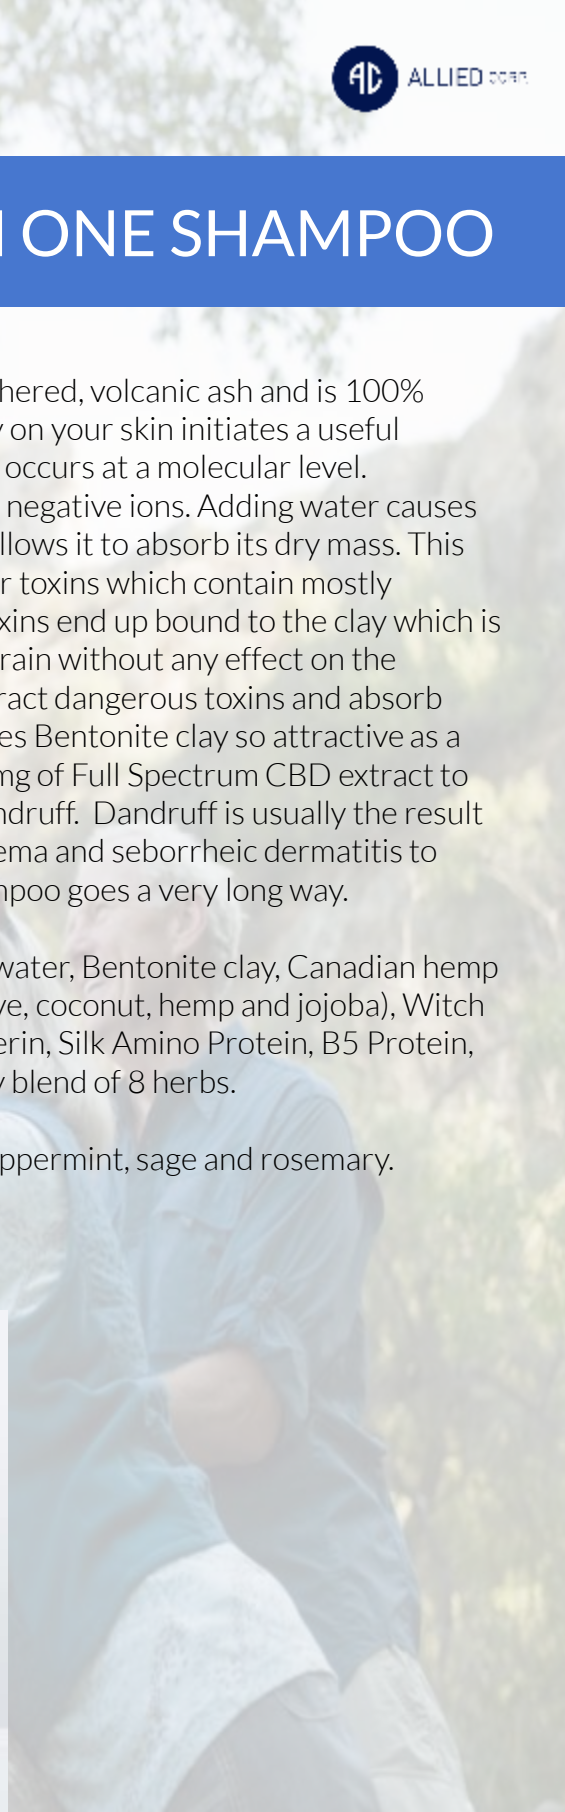 AC ALLIED CORP.
ONE SHAMPOO
hered, volcanic ash and is 100%
on your skin initiates a useful
occurs at a molecular level.
negative ions. Adding water causes
llows it to absorb its dry mass. This
r toxins which contain mostly
xins end up bound to the clay which is
rain without any effect on the
ract dangerous toxins and absorb
es Bentonite clay so attractive as a
mg of Full Spectrum CBD extract to
ndruff. Dandruff is usually the result
ema and seborrheic dermatitis to
mpoo goes a very long way.
water, Bentonite clay, Canadian hemp
ve, coconut, hemp and jojoba), Witch
erin, Silk Amino Protein, B5 Protein,
y blend of 8 herbs.
ppermint, sage and rosemary.